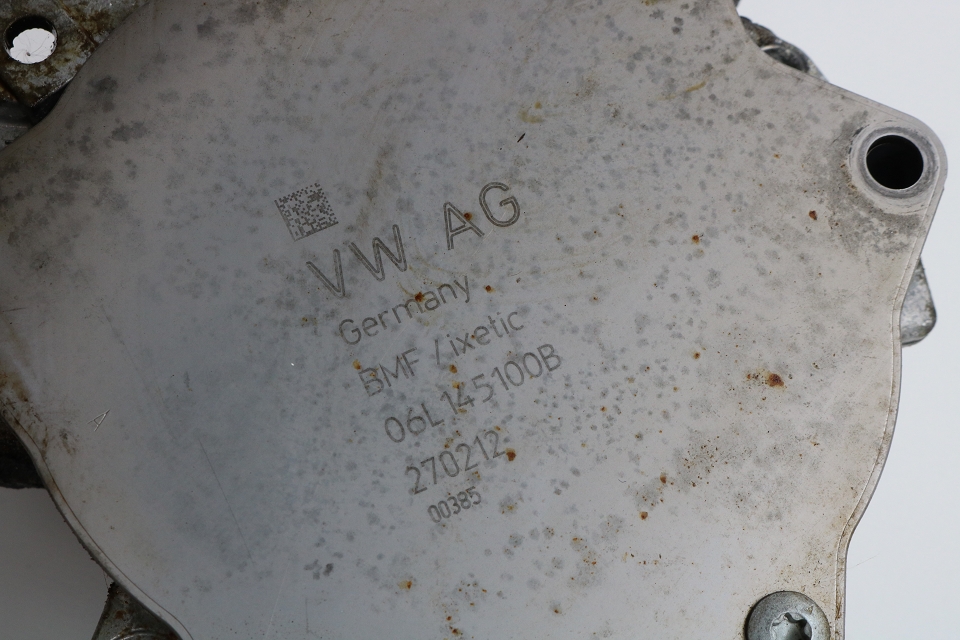 VW AG
Germany
BMF / ixetic
06L145100B
270212
00385
A